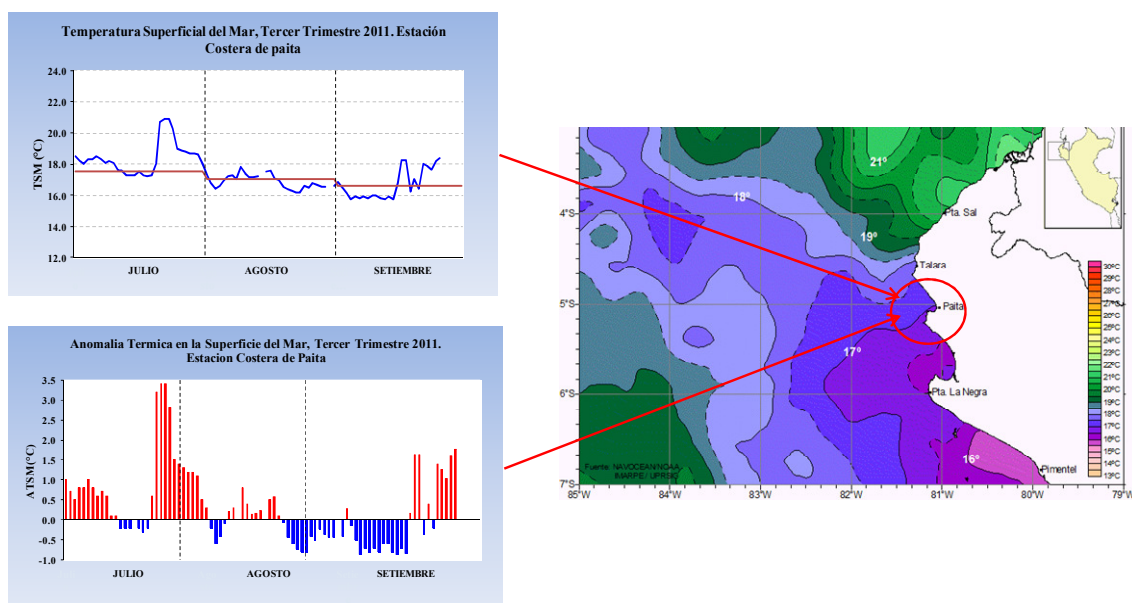 Temperatura Superficial del Mar, Tercer Trimestre 2011. Estación
Costera de paita
TSM (°C)
24.0
22.0
20.0
18.0
16.0
14.0
12.0
JULIO AGOSTO SETIEMBRE
Anomalia Termica en la Superficie del Mar, Tercer Trimestre 2011.
Estacion Costera de Paita
ATSM(°C)
3.5
3.0
2.5
2.0
1.5
1.0
0.5
0.0
-0.5
-1.0
JULIO AGOSTO SETIEMBRE
21°
18°
Pta. Sal
4°S
19°
Talara
5°S
Paita
17°
6°S
Pta. La Negra
16°
Fuente: NAVOCEAN/NOAA
IMARPE / UPRSIG
Pimentel
7°S
85°W 84°W 83°W 82°W 81°W 80°W 79°W
30°C
29°C
28°C
27°C
26°C
25°C
24°C
23°C
22°C
21°C
20°C
19°C
18°C
17°C
16°C
15°C
14°C
13°C